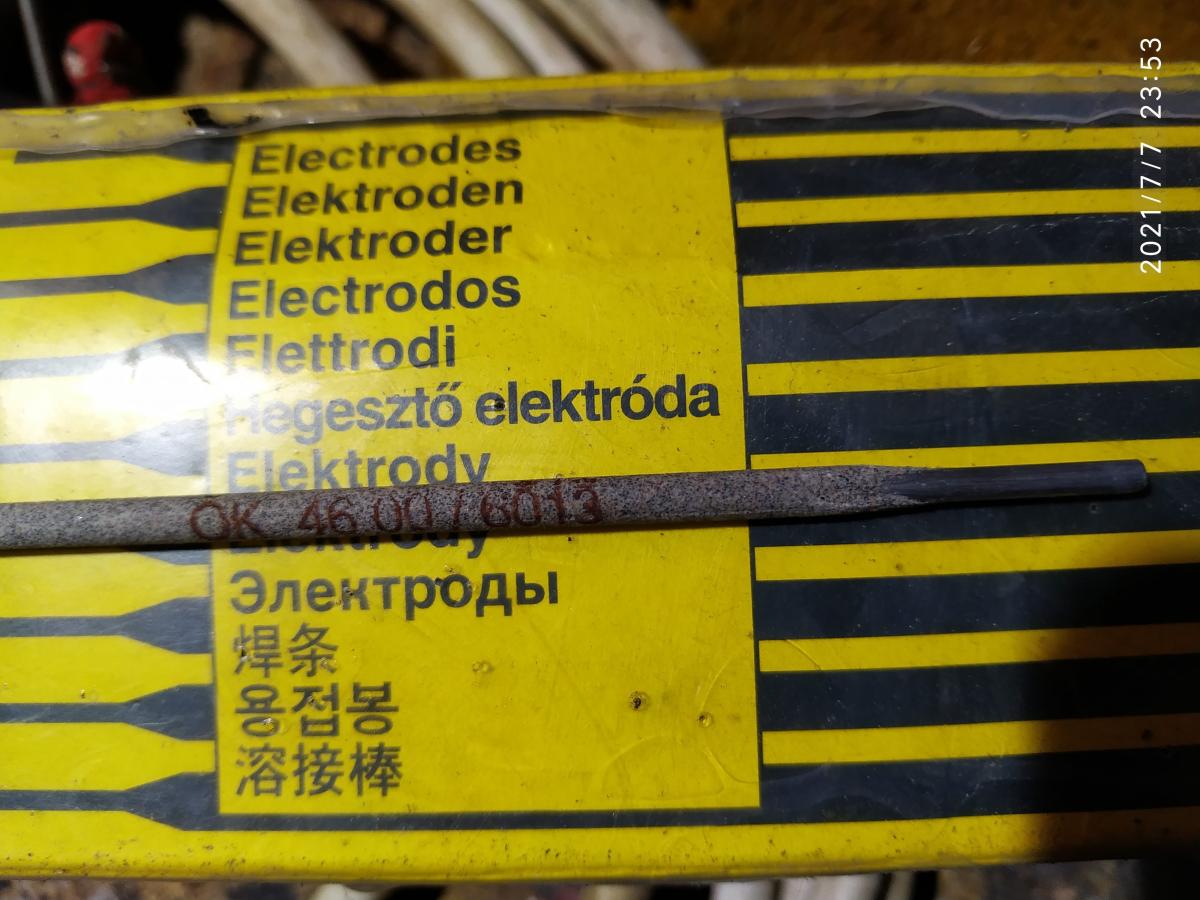 Electrodes
Elektroden
Elektroder
Electrodos
Elettrodi
Hegesztő elektróda
Elektrody
OK 46.00 / 6013
Elektrody
Электроды
焊条
용접봉
溶接棒
2021/7/7 23:53